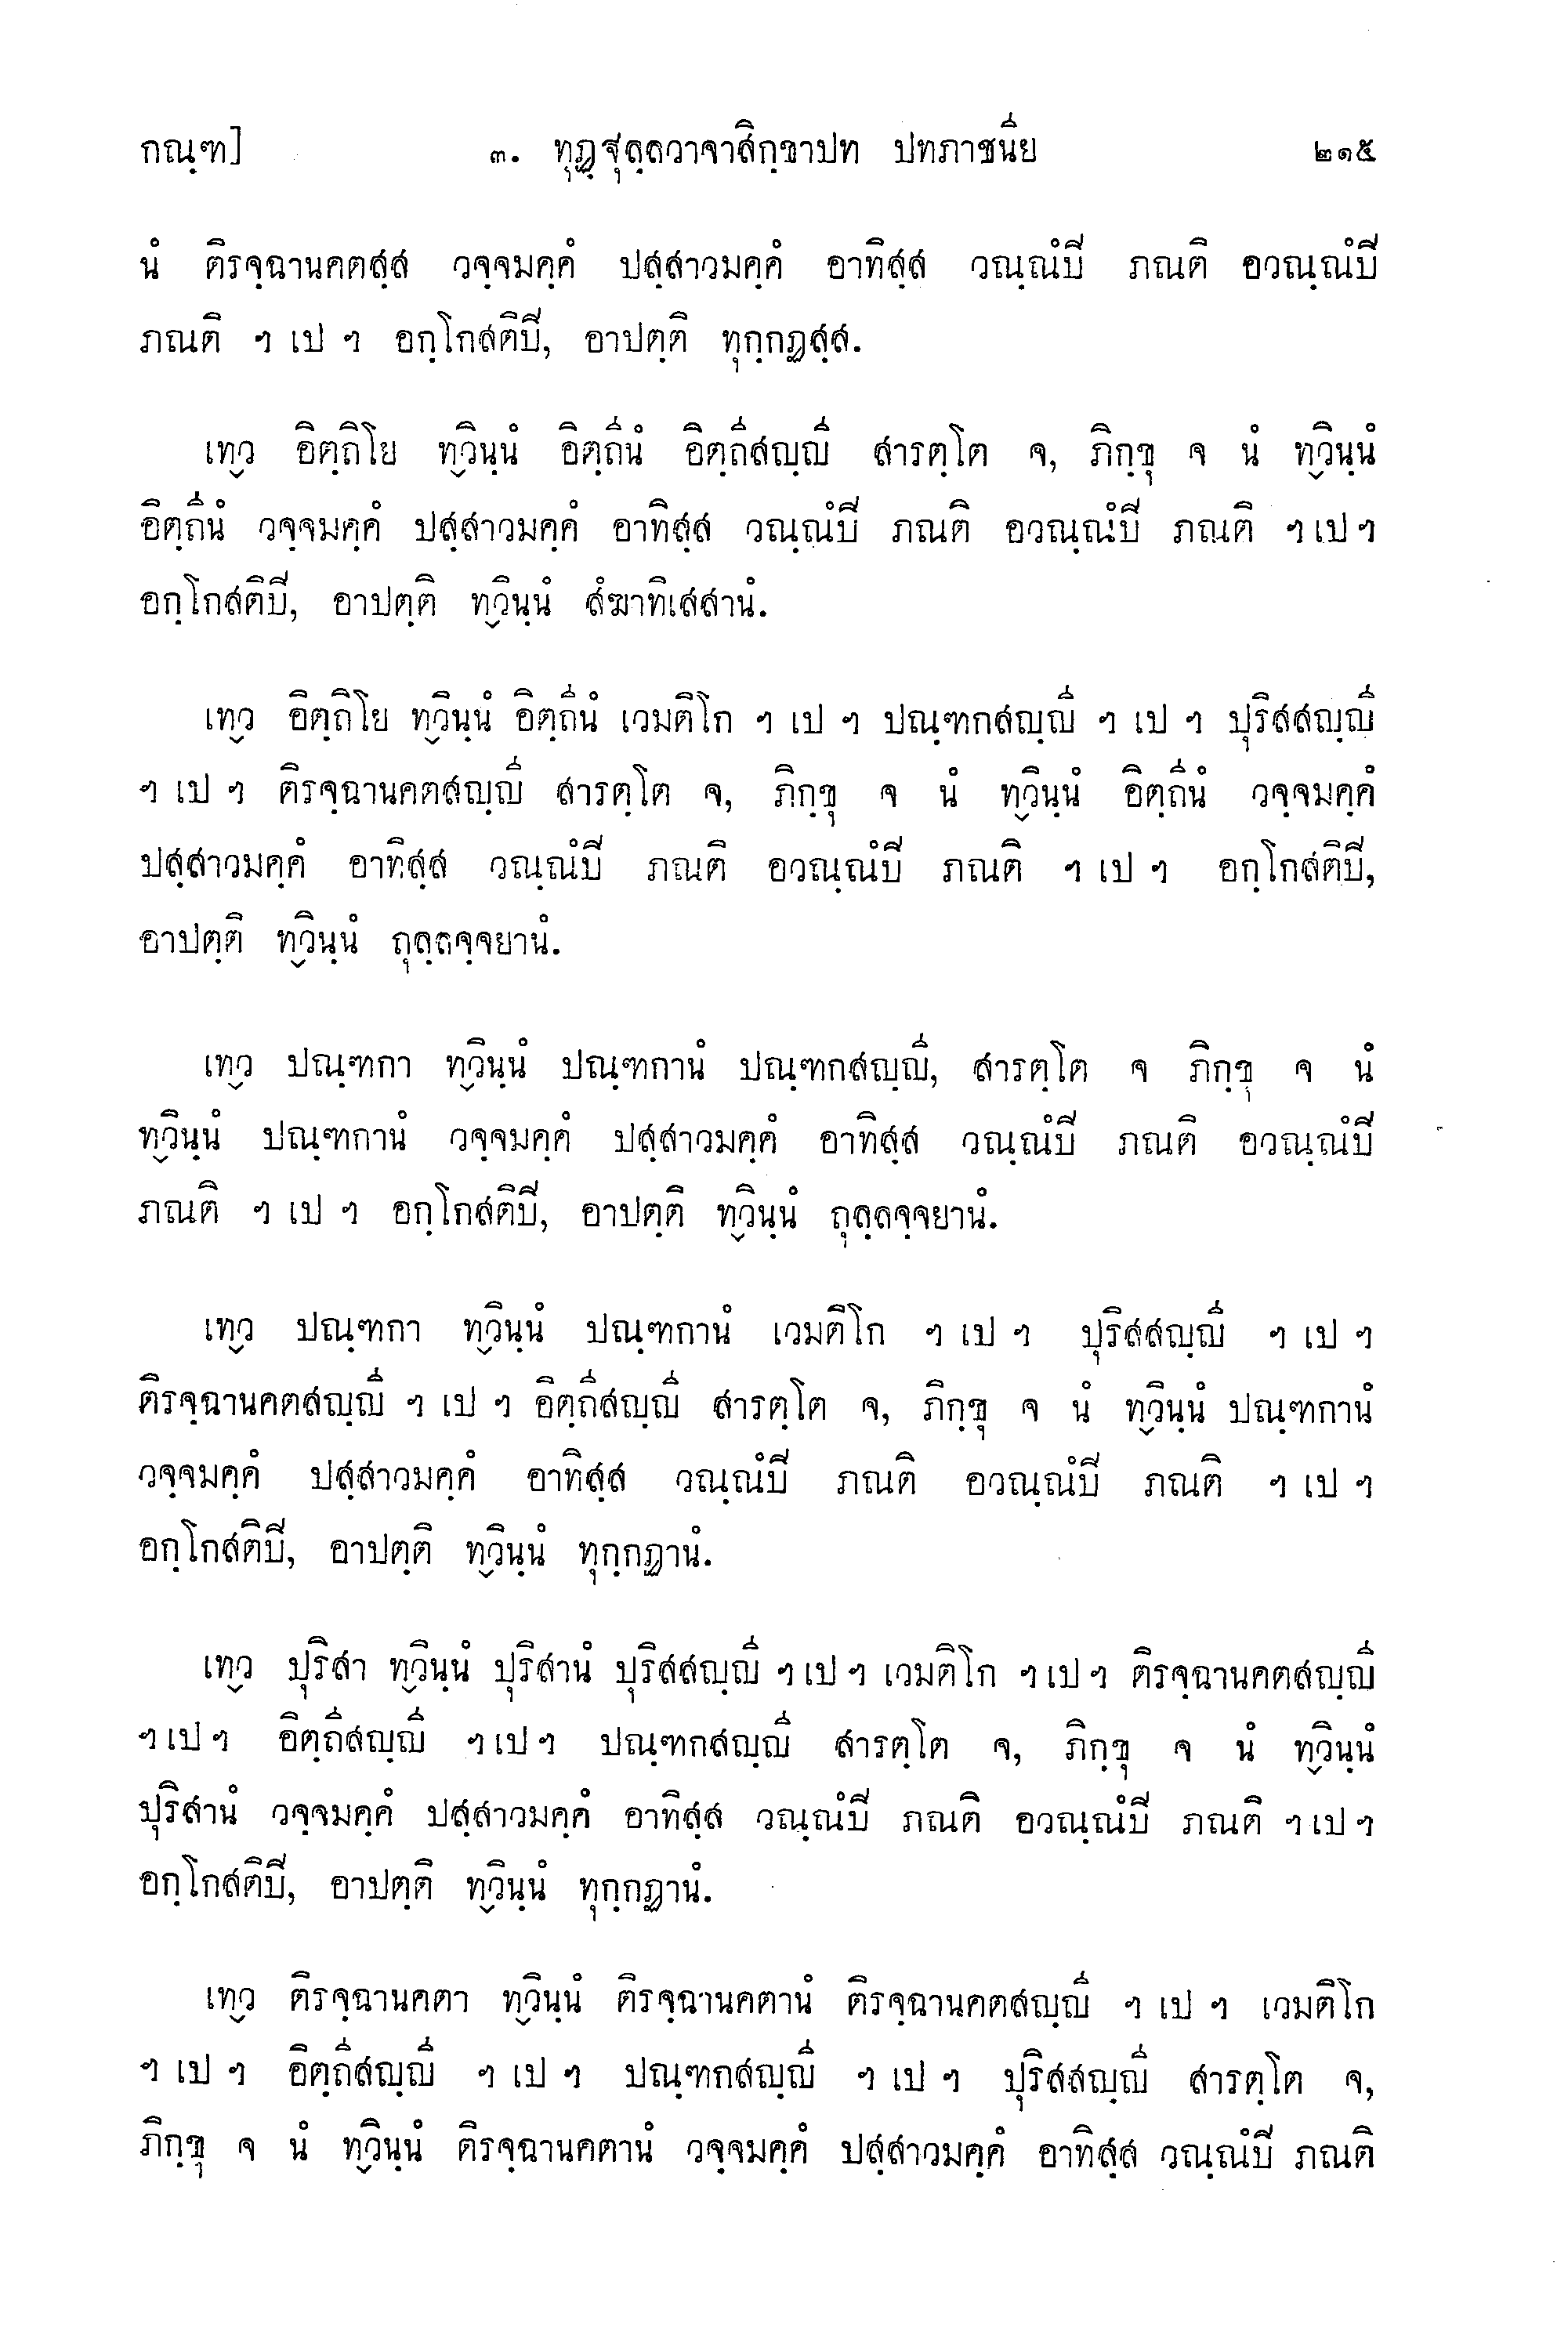 กณฺฑ] ๓. ทุฏฺฐุลฺลวาจาสิกฺขาปท ปทภาชนีย ๒๑๕
นํ ติรจฺฉานคตสฺส วจฺจมคฺคํ ปสฺสาวมคฺคํ อาทิสฺส วณฺณํปี ภณติ อวณฺณํปี
ภณติ ฯ เป ฯ อกฺโกสติปี, อาปตฺติ ทุกฺกฏสฺส.
เทฺว อิตฺถิโย ทฺวินฺนํ อิตฺถีนํ อิตฺถีสญฺญี สารตฺโต จ, ภิกฺขุ จ นํ ทฺวินฺนํ
อิตฺถีนํ วจฺจมคฺคํ ปสฺสาวมคฺคํ อาทิสฺส วณฺณํปี ภณติ อวณฺณํปี ภณติ ฯ เป ฯ
อกฺโกสติปี, อาปตฺติ ทฺวินฺนํ สํฆาทิเสสานํ.
เทฺว อิตฺถิโย ทฺวินฺนํ อิตฺถีนํ เวมติโก ฯ เป ฯ ปณฺฑกสญฺญี ฯ เป ฯ ปุริสสญฺญี
ฯ เป ฯ ติรจฺฉานคตสญฺญี สารตฺโต จ, ภิกฺขุ จ นํ ทฺวินฺนํ อิตฺถีนํ วจฺจมคฺคํ
ปสฺสาวมคฺคํ อาทิสฺส วณฺณํปี ภณติ อวณฺณํปี ภณติ ฯ เป ฯ อกฺโกสติปี,
อาปตฺติ ทฺวินฺนํ ถุลฺลจฺจยานํ.
เทฺว ปณฺฑกา ทฺวินฺนํ ปณฺฑกานํ ปณฺฑกสญฺญี, สารตฺโต จ ภิกฺขุ จ นํ
ทฺวินฺนํ ปณฺฑกานํ วจฺจมคฺคํ ปสฺสาวมคฺคํ อาทิสฺส วณฺณํปี ภณติ อวณฺณํปี
ภณติ ฯ เป ฯ อกฺโกสติปี, อาปตฺติ ทฺวินฺนํ ถุลฺลจฺจยานํ.
เทฺว ปณฺฑกา ทฺวินฺนํ ปณฺฑกานํ เวมติโก ฯ เป ฯ ปุริสสญฺญี ฯ เป ฯ
ติรจฺฉานคตสญฺญี ฯ เป ฯ อิตฺถีสญฺญี สารตฺโต จ, ภิกฺขุ จ นํ ทฺวินฺนํ ปณฺฑกานํ
วจฺจมคฺคํ ปสฺสาวมคฺคํ อาทิสฺส วณฺณํปี ภณติ อวณฺณํปี ภณติ ฯ เป ฯ
อกฺโกสติปี, อาปตฺติ ทฺวินฺนํ ทุกฺกฏานํ.
เทฺว ปุริสา ทฺวินฺนํ ปุริสานํ ปุริสสญฺญี ฯ เป ฯ เวมติโก ฯ เป ฯ ติรจฺฉานคตสญฺญี
ฯ เป ฯ อิตฺถีสญฺญี ฯ เป ฯ ปณฺฑกสญฺญี สารตฺโต จ, ภิกฺขุ จ นํ ทฺวินฺนํ
ปุริสานํ วจฺจมคฺคํ ปสฺสาวมคฺคํ อาทิสฺส วณฺณํปี ภณติ อวณฺณํปี ภณติ ฯ เป ฯ
อกฺโกสติปี, อาปตฺติ ทฺวินฺนํ ทุกฺกฏานํ.
เทฺว ติรจฺฉานคตา ทฺวินฺนํ ติรจฺฉานคตานํ ติรจฺฉานคตสญฺญี ฯ เป ฯ เวมติโก
ฯ เป ฯ อิตฺถีสญฺญี ฯ เป ฯ ปณฺฑกสญฺญี ฯ เป ฯ ปุริสสญฺญี สารตฺโต จ,
ภิกฺขุ จ นํ ทฺวินฺนํ ติรจฺฉานคตานํ วจฺจมคฺคํ ปสฺสาวมคฺคํ อาทิสฺส วณฺณํปี ภณติ